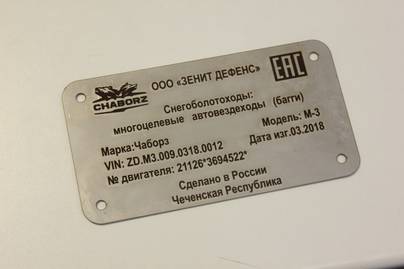 CHABORZ
ООО «ЗЕНИТ ДЕФЕНС»
EAC
Снегоболотоходы:
многоцелевые автовездеходы (багги)
Марка:Чаборз
Модель: М-3
VIN: ZD.M3.009.0318.0012
Дата изг.03.2018
№ двигателя: 21126*3694522*
Сделано в России
Чеченская Республика